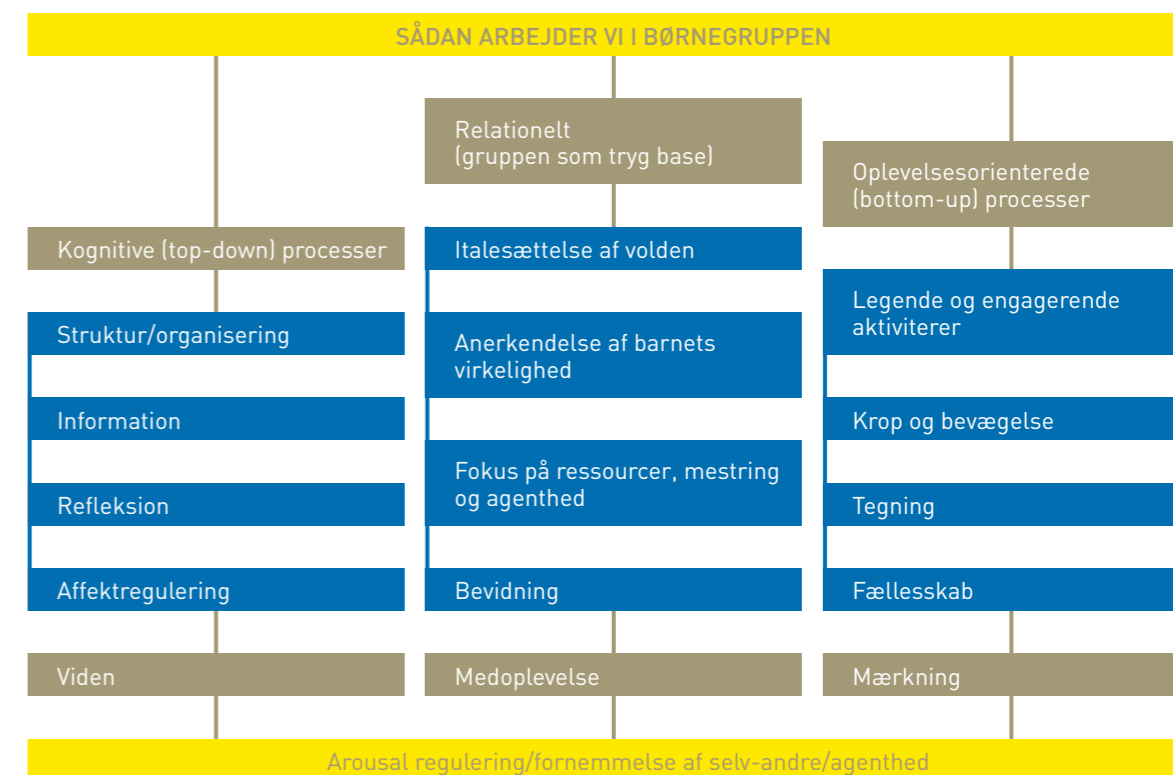 SÅDAN ARBEJDER VI I BØRNEGRUPPEN
Kognitive (top-down) processer
Struktur/organisering
Information
Refleksion
Affektregulering
Viden
Relationelt
(gruppen som tryg base)
Italesættelse af volden
Anerkendelse af barnets
virkelighed
Fokus på ressourcer, mestring
og agenthed
Bevidning
Medoplevelse
Oplevelsesorienterede
(bottom-up) processer
Legende og engagerende
aktiviterer
Krop og bevægelse
Tegning
Fællesskab
Mærkning
Arousal regulering/fornemmelse af selv-andre/agenthed